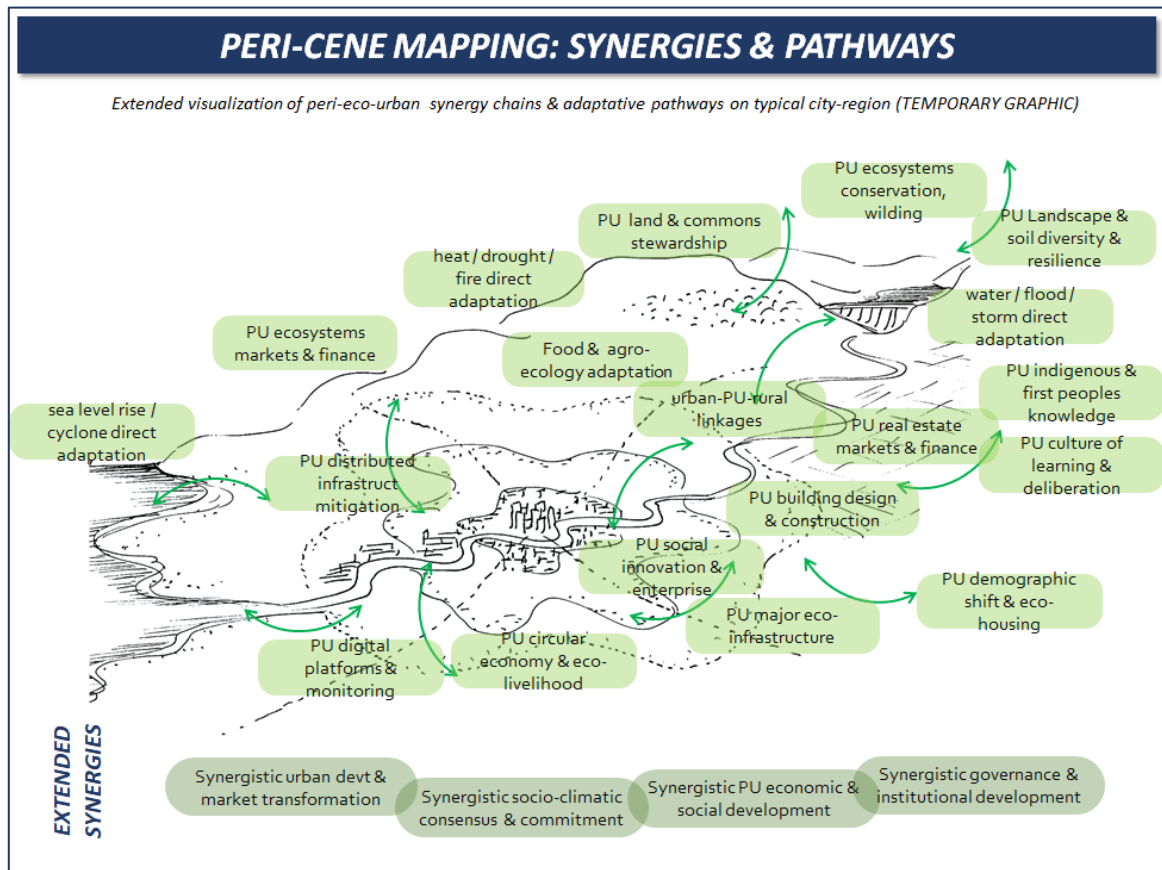 PERI-CENE MAPPING: SYNERGIES & PATHWAYS
Extended visualization of peri-eco-urban synergy chains & adaptative pathways on typical city-region (TEMPORARY GRAPHIC)
PU ecosystems
conservation,
wilding
PU land & commons
stewardship
PU Landscape &
soil diversity &
resilience
heat / drought /
fire direct
adaptation
water / flood /
storm direct
adaptation
PU ecosystems
markets & finance
Food & agro-
ecology adaptation
urban-PU-rural
linkages
PU indigenous &
first peoples
knowledge
sea level rise /
cyclone direct
adaptation
PU real estate
markets & finance
PU culture of
learning &
deliberation
PU distributed
infrastruct
mitigation
PU building design
& construction
PU social
innovation &
enterprise
PU demographic
shift & eco-
housing
PU major eco-
infrastructure
PU digital
platforms &
monitoring
PU circular
economy & eco-
livelihood
EXTENDED
SYNERGIES
Synergistic urban devt &
market transformation
Synergistic socio-climatic
consensus & commitment
Synergistic PU economic &
social development
Synergistic governance &
institutional development